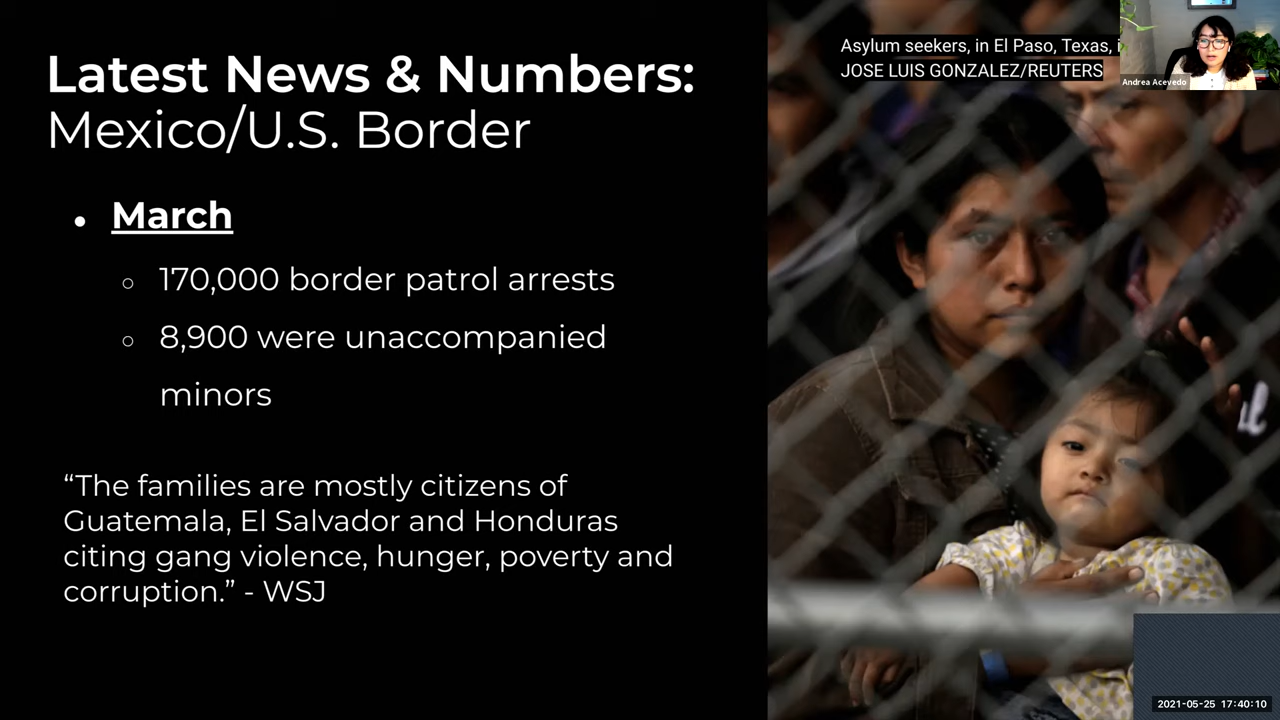 Latest News & Numbers:
Mexico/U.S. Border
• March
○ 170,000 border patrol arrests
○ 8,900 were unaccompanied
minors
“The families are mostly citizens of
Guatemala, El Salvador and Honduras
citing gang violence, hunger, poverty and
corruption.” - WSJ
Asylum seekers, in El Paso, Texas,
JOSE LUIS GONZALEZ/REUTERS
Andrea Acevedo
2021-05-25 17:40:10